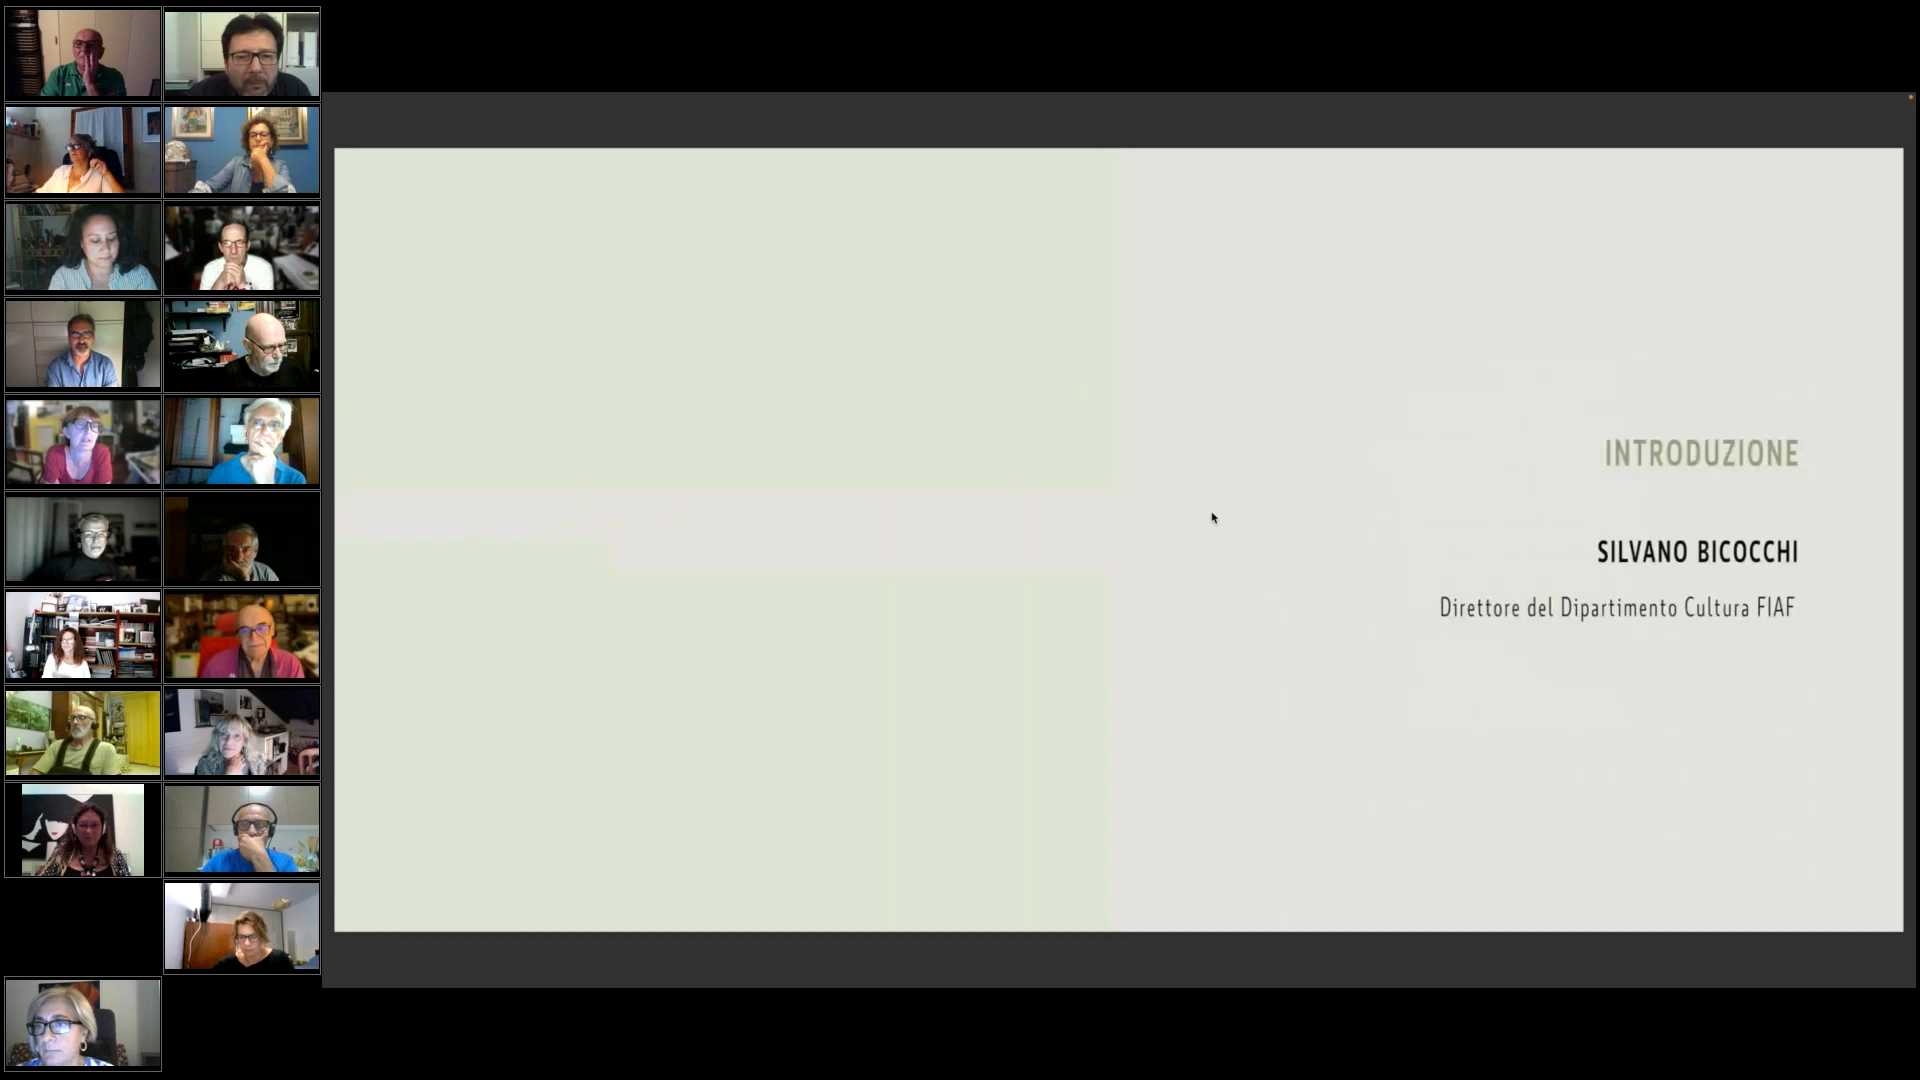 INTRODUZIONE
SILVANO BICOCCHI
Direttore del Dipartimento Cultura FIAF